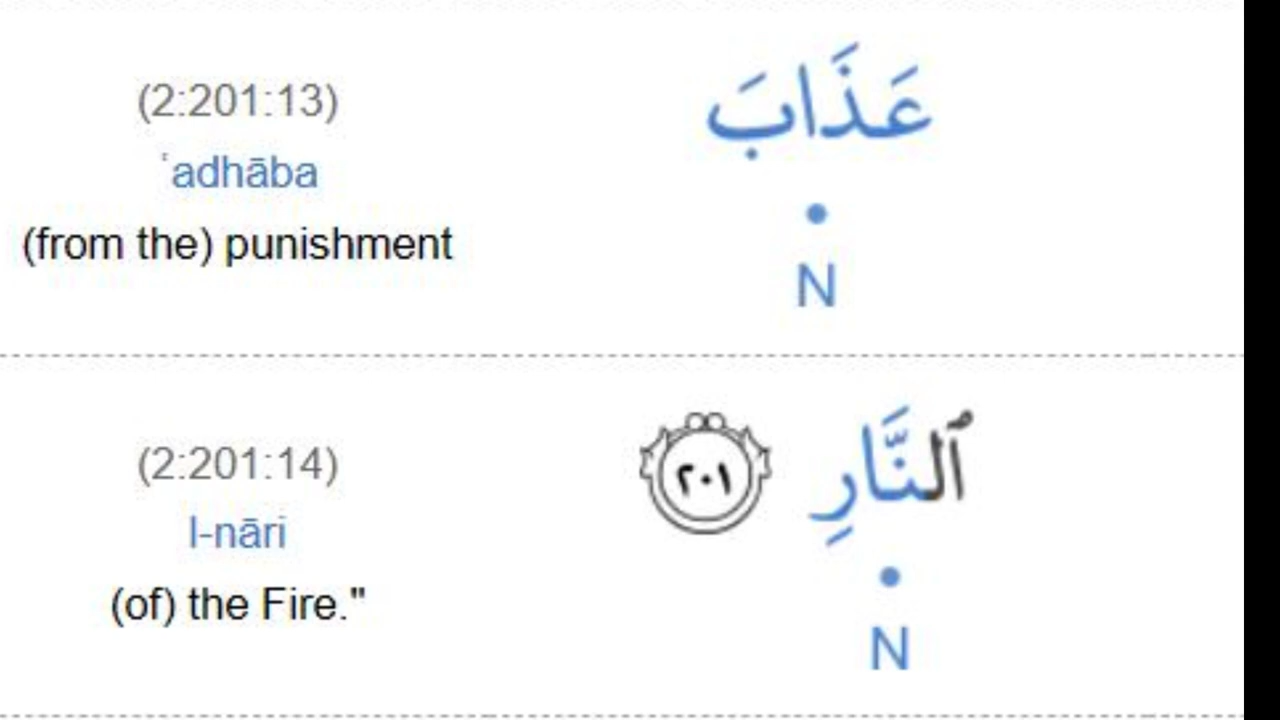 (2:201:13)
ʿadhāba
(from the) punishment
عَذَابَ
N
(2:201:14)
l-nāri
(of) the Fire."
ٱلنَّارِ ٢٠١
N